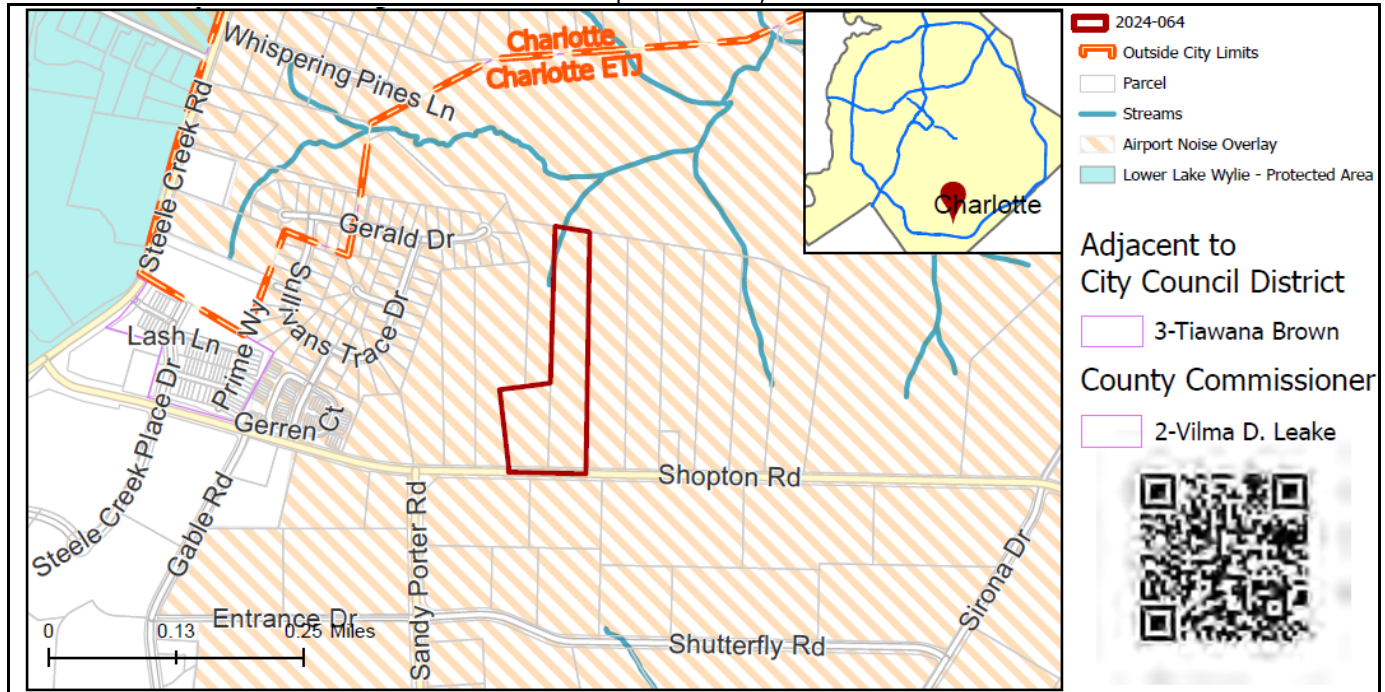 Whispering Pines Ln
Charlotte
Charlotte ETJ
Steele Creek Rd
Gerald Dr
Sullivans Trace Dr
Lash Ln
Prime Wy
Steele Creek Place Dr
Gerren Ct
Gable Rd
Shopton Rd
Sandy Porter Rd
Entrance Dr
Shutterfly Rd
Sirona Dr
0 0.13 0.25 Miles
Charlotte
2024-064
Outside City Limits
Parcel
Streams
Airport Noise Overlay
Lower Lake Wylie - Protected Area
Adjacent to
City Council District
3-Tiawana Brown
County Commissioner
2-Vilma D. Leake